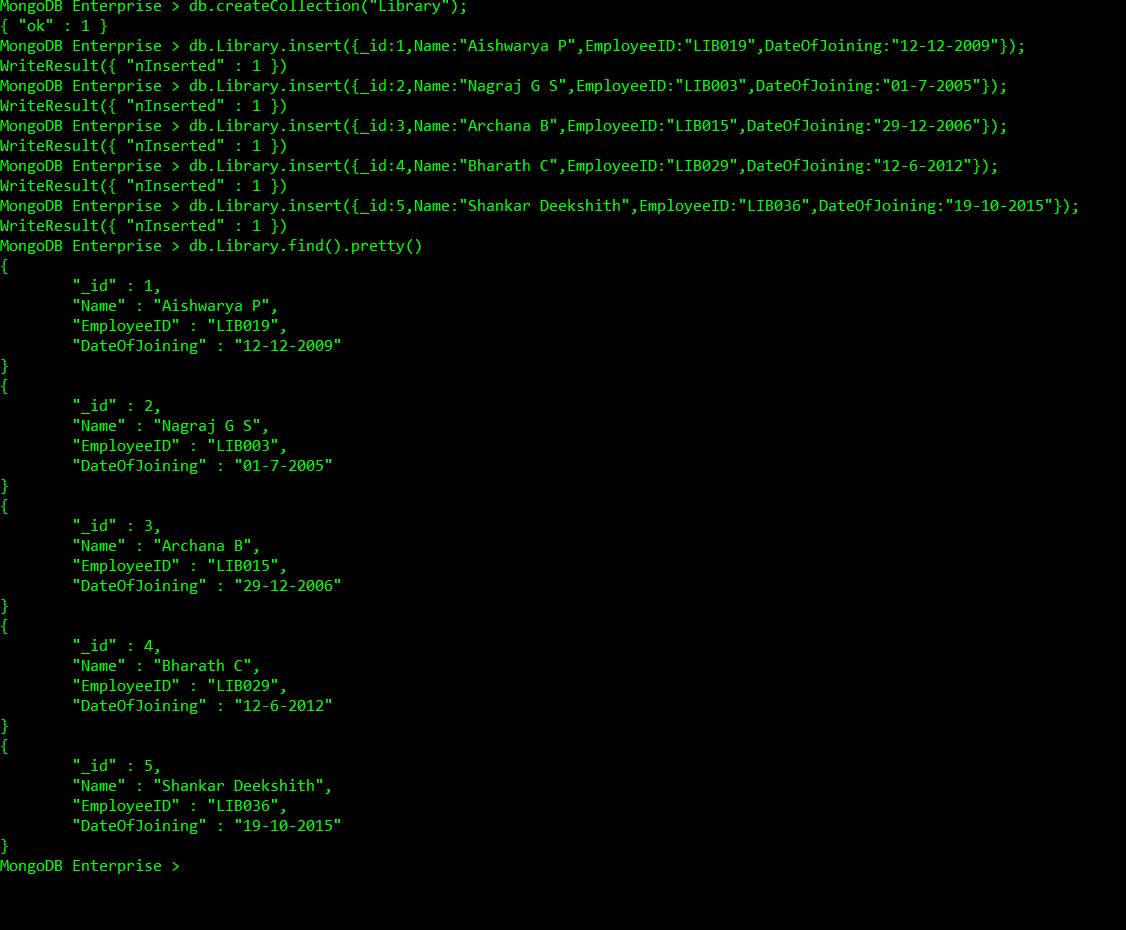 MongoDB Enterprise > db.createCollection("Library");
{ "ok" : 1 }
MongoDB Enterprise > db.Library.insert({_id:1,Name:"Aishwarya P",EmployeeID:"LIB019",DateOfJoining:"12-12-2009"});
WriteResult({ "nInserted" : 1 })
MongoDB Enterprise > db.Library.insert({_id:2,Name:"Nagraj G S",EmployeeID:"LIB003",DateOfJoining:"01-7-2005"});
WriteResult({ "nInserted" : 1 })
MongoDB Enterprise > db.Library.insert({_id:3,Name:"Archana B",EmployeeID:"LIB015",DateOfJoining:"29-12-2006"});
WriteResult({ "nInserted" : 1 })
MongoDB Enterprise > db.Library.insert({_id:4,Name:"Bharath C",EmployeeID:"LIB029",DateOfJoining:"12-6-2012"});
WriteResult({ "nInserted" : 1 })
MongoDB Enterprise > db.Library.insert({_id:5,Name:"Shankar Deekshith",EmployeeID:"LIB036",DateOfJoining:"19-10-2015"});
WriteResult({ "nInserted" : 1 })
MongoDB Enterprise > db.Library.find().pretty()
{
        "_id" : 1,
        "Name" : "Aishwarya P",
        "EmployeeID" : "LIB019",
        "DateOfJoining" : "12-12-2009"
}
{
        "_id" : 2,
        "Name" : "Nagraj G S",
        "EmployeeID" : "LIB003",
        "DateOfJoining" : "01-7-2005"
}
{
        "_id" : 3,
        "Name" : "Archana B",
        "EmployeeID" : "LIB015",
        "DateOfJoining" : "29-12-2006"
}
{
        "_id" : 4,
        "Name" : "Bharath C",
        "EmployeeID" : "LIB029",
        "DateOfJoining" : "12-6-2012"
}
{
        "_id" : 5,
        "Name" : "Shankar Deekshith",
        "EmployeeID" : "LIB036",
        "DateOfJoining" : "19-10-2015"
}
MongoDB Enterprise >